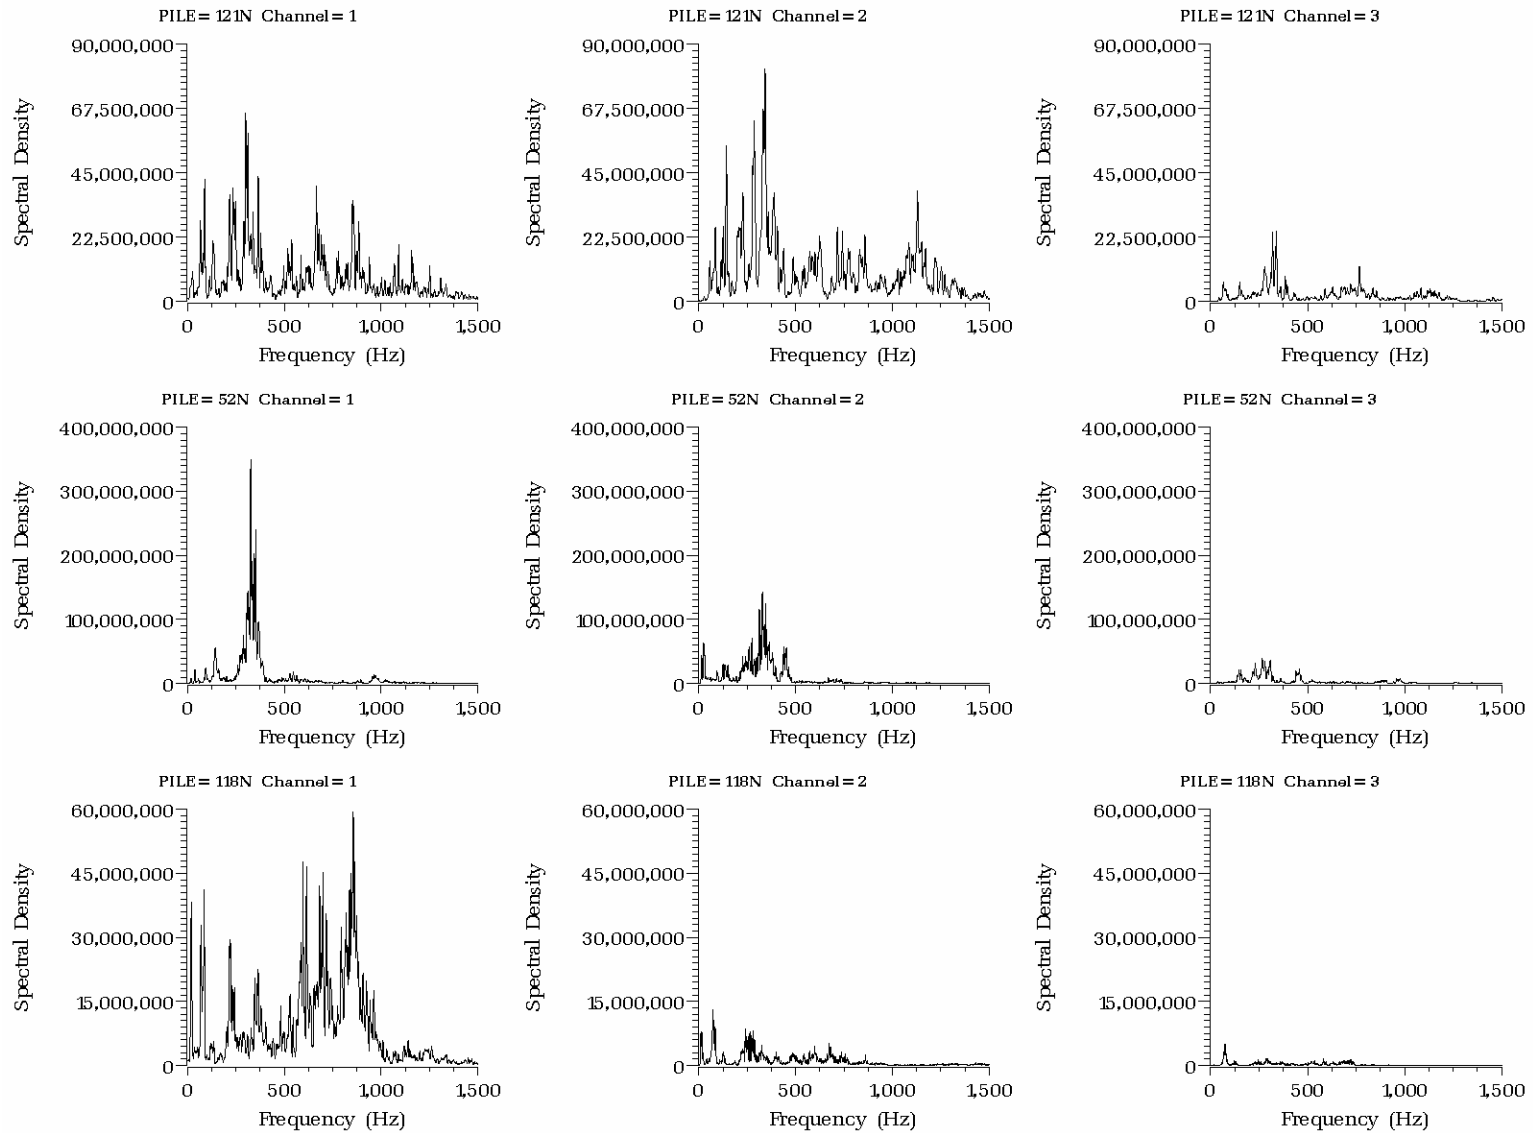 PILE= 121N Channel= 1
90,000,000
67,500,000
45,000,000
22,500,000
0
Spectral Density
0 500 1,000 1,500
Frequency (Hz)
PILE= 121N Channel= 2
90,000,000
67,500,000
45,000,000
22,500,000
0
Spectral Density
0 500 1,000 1,500
Frequency (Hz)
PILE= 121N Channel= 3
90,000,000
67,500,000
45,000,000
22,500,000
0
Spectral Density
0 500 1,000 1,500
Frequency (Hz)
PILE= 52N Channel= 1
400,000,000
300,000,000
200,000,000
100,000,000
0
Spectral Density
0 500 1,000 1,500
Frequency (Hz)
PILE= 52N Channel= 2
400,000,000
300,000,000
200,000,000
100,000,000
0
Spectral Density
0 500 1,000 1,500
Frequency (Hz)
PILE= 52N Channel= 3
400,000,000
300,000,000
200,000,000
100,000,000
0
Spectral Density
0 500 1,000 1,500
Frequency (Hz)
PILE= 118N Channel= 1
60,000,000
45,000,000
30,000,000
15,000,000
0
Spectral Density
0 500 1,000 1,500
Frequency (Hz)
PILE= 118N Channel= 2
60,000,000
45,000,000
30,000,000
15,000,000
0
Spectral Density
0 500 1,000 1,500
Frequency (Hz)
PILE= 118N Channel= 3
60,000,000
45,000,000
30,000,000
15,000,000
0
Spectral Density
0 500 1,000 1,500
Frequency (Hz)